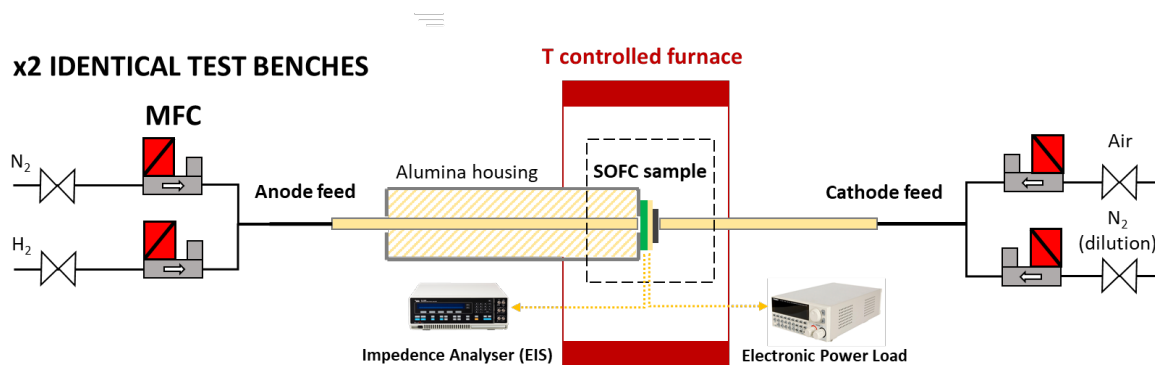 x2 IDENTICAL TEST BENCHES
T controlled furnace
MFC
N2
Alumina housing
SOFC sample
Air
Anode feed
Cathode feed
H2
N2
(dilution)
Impedence Analyser (EIS)
Electronic Power Load